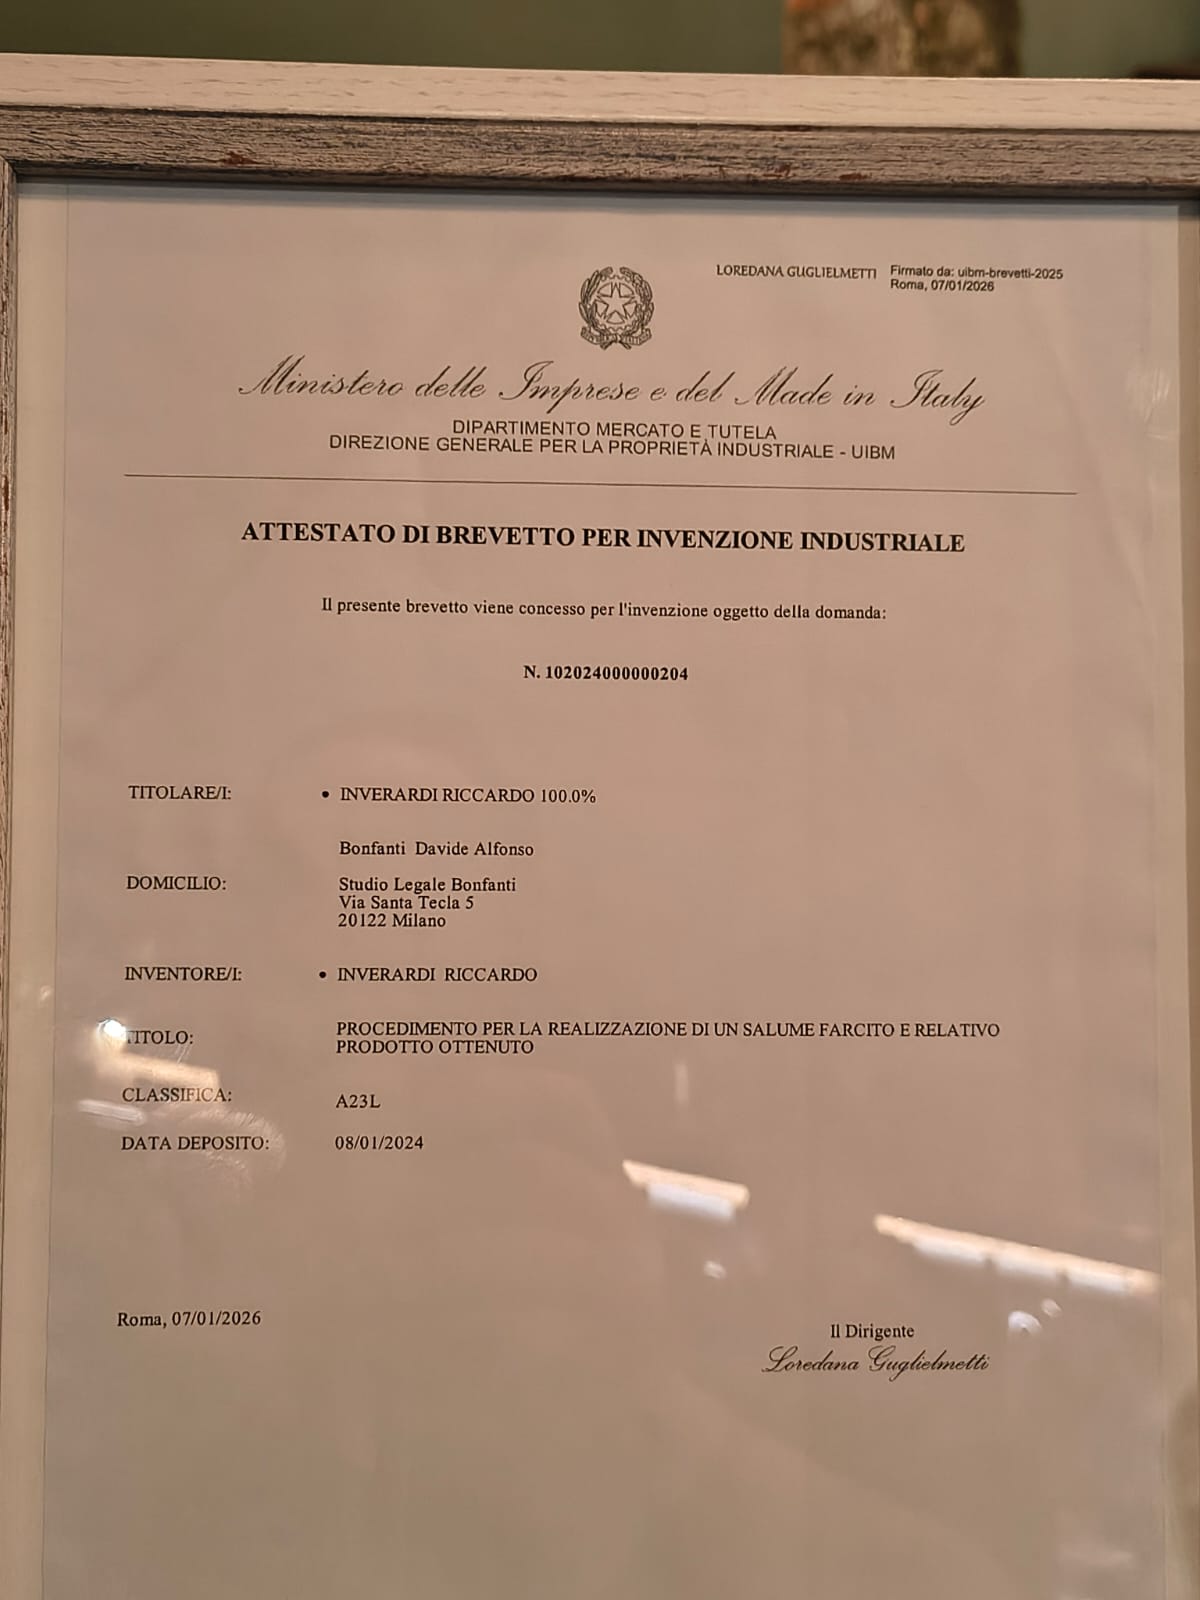 LOREDANA GUGLIELMETTI Firmato da: uibm-brevetti-2025
Roma, 07/01/2026
Ministero delle Imprese e del Made in Italy
DIPARTIMENTO MERCATO E TUTELA
DIREZIONE GENERALE PER LA PROPRIETÀ INDUSTRIALE - UIBM
ATTESTATO DI BREVETTO PER INVENZIONE INDUSTRIALE
Il presente brevetto viene concesso per l'invenzione oggetto della domanda:
N. 102024000000204
TITOLARE/I: • INVERARDI RICCARDO 100.0%
Bonfanti Davide Alfonso
DOMICILIO: Studio Legale Bonfanti
Via Santa Tecla 5
20122 Milano
INVENTORE/I: • INVERARDI RICCARDO
TITOLO: PROCEDIMENTO PER LA REALIZZAZIONE DI UN SALUME FARCITO E RELATIVO
PRODOTTO OTTENUTO
CLASSIFICA: A23L
DATA DEPOSITO: 08/01/2024
Roma, 07/01/2026
Il Dirigente
Loredana Guglielmetti